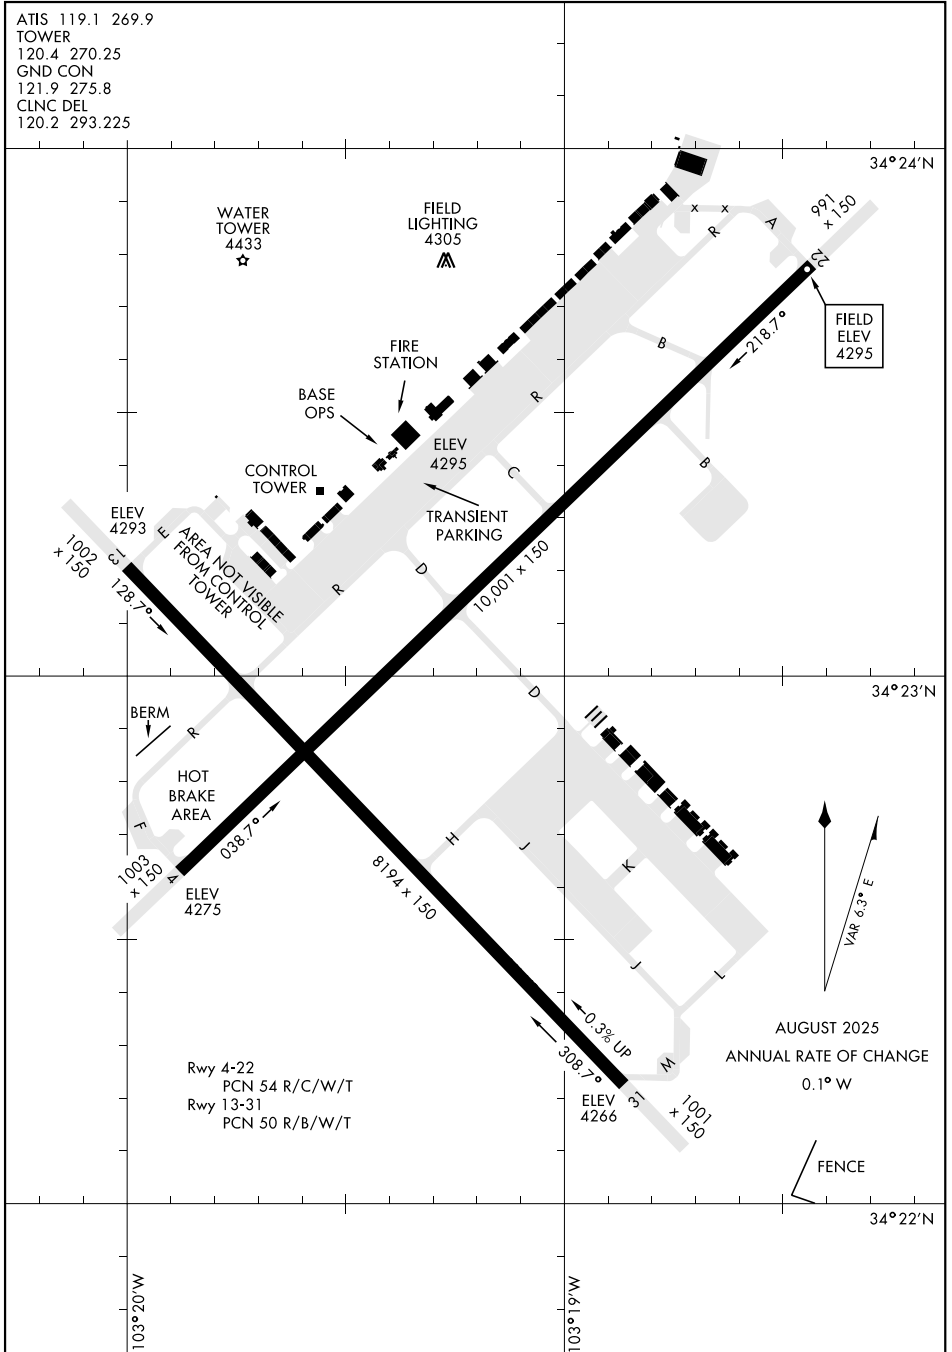 ATIS 119.1 269.9
TOWER
120.4 270.25
GND CON
121.9 275.8
CLNC DEL
120.2 293.225
34°24'N
WATER
TOWER
4433
FIELD
LIGHTING
4305
X X
R
A
991
x 150
22
FIELD
ELEV
4295
218.7°
B
FIRE
STATION
BASE
OPS
R
ELEV
4295
C
B
CONTROL
TOWER
TRANSIENT
PARKING
ELEV
4293
E
AREA NOT VISIBLE
FROM CONTROL
TOWER
1002
x 150
13
128.7°
R
D
10,001 x 150
34°23'N
D
BERM
R
HOT
BRAKE
AREA
F
038.7°
1003
x 150
4
ELEV
4275
H
J
K
8194 x 150
J
L
VAR 6.3° E
0.3% UP
308.7°
M
ELEV
4266
31
1001
x 150
AUGUST 2025
ANNUAL RATE OF CHANGE
0.1° W
Rwy 4-22
PCN 54 R/C/W/T
Rwy 13-31
PCN 50 R/B/W/T
FENCE
34°22'N
103°20'W
103°19'W